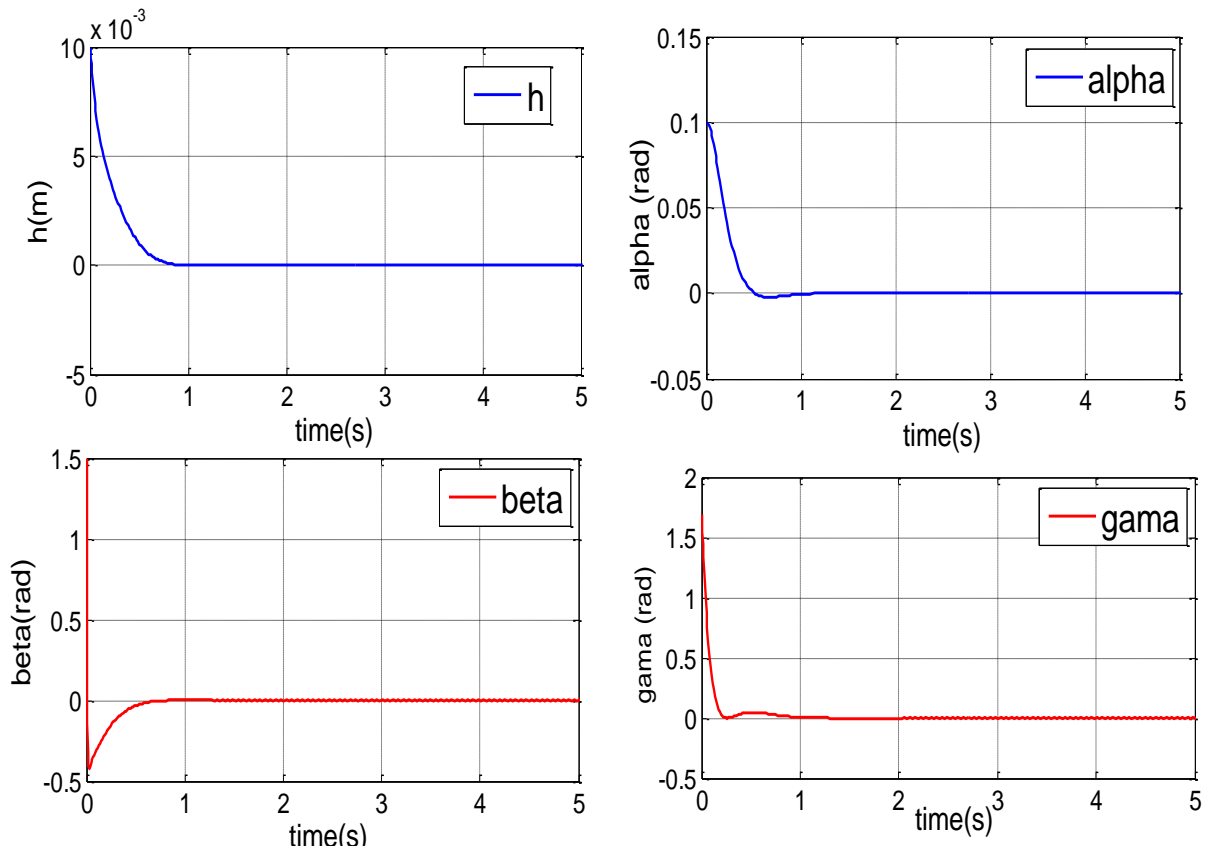 x 10^-3
10
5
0
-5
h(m)
h
0 1 2 3 4 5
time(s)
0.15
0.1
0.05
0
-0.05
alpha (rad)
alpha
0 1 2 3 4 5
time(s)
1.5
1
0.5
0
-0.5
beta(rad)
beta
0 1 2 3 4 5
time(s)
2
1.5
1
0.5
0
-0.5
gama (rad)
gama
0 1 2 3 4 5
time(s)